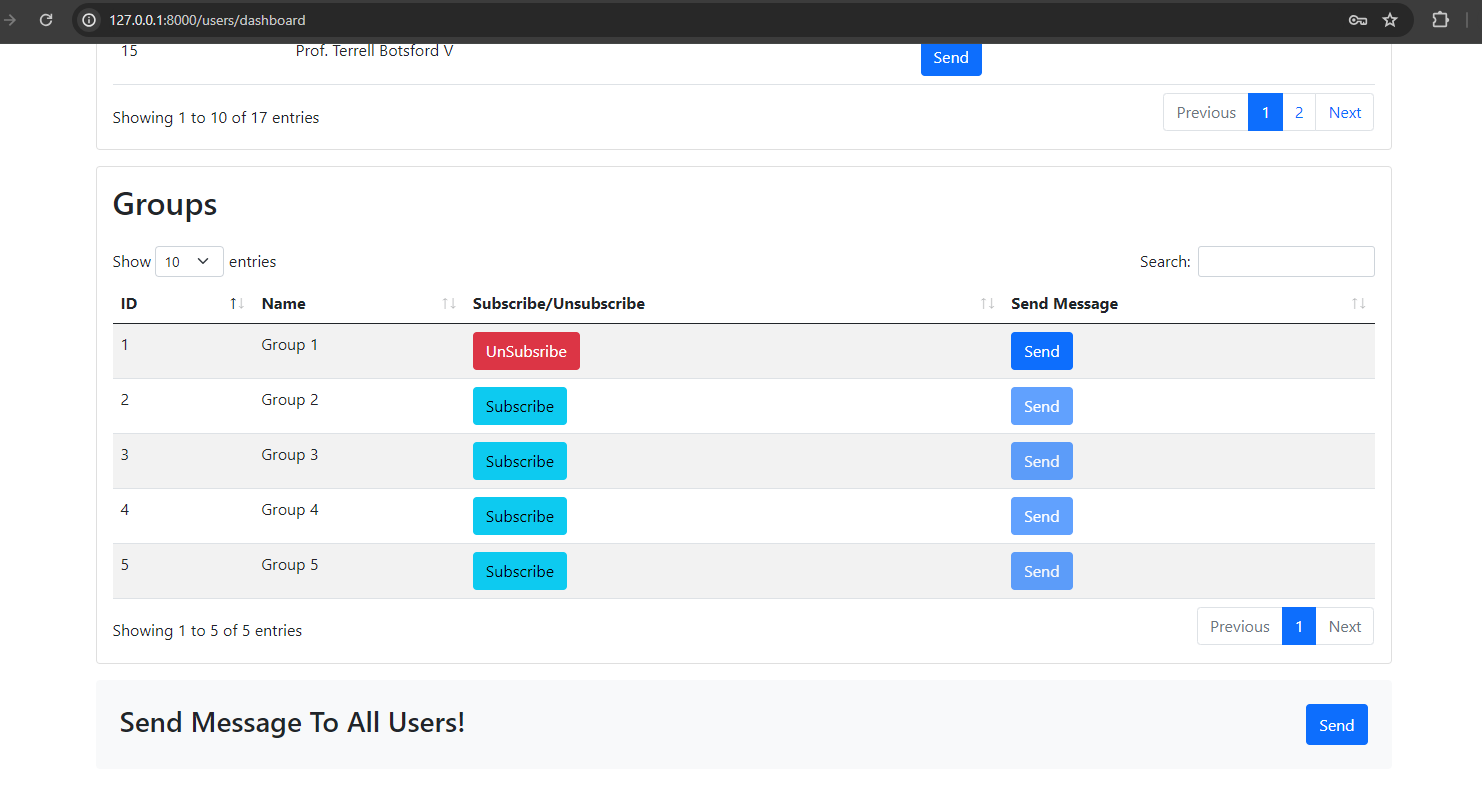 127.0.0.1:8000/users/dashboard
15 Prof. Terrell Botsford V Send
Showing 1 to 10 of 17 entries Previous 1 2 Next
Groups
Show 10 entries Search:
ID Name Subscribe/Unsubscribe Send Message
1 Group 1 UnSubsribe Send
2 Group 2 Subscribe Send
3 Group 3 Subscribe Send
4 Group 4 Subscribe Send
5 Group 5 Subscribe Send
Showing 1 to 5 of 5 entries Previous 1 Next
Send Message To All Users! Send